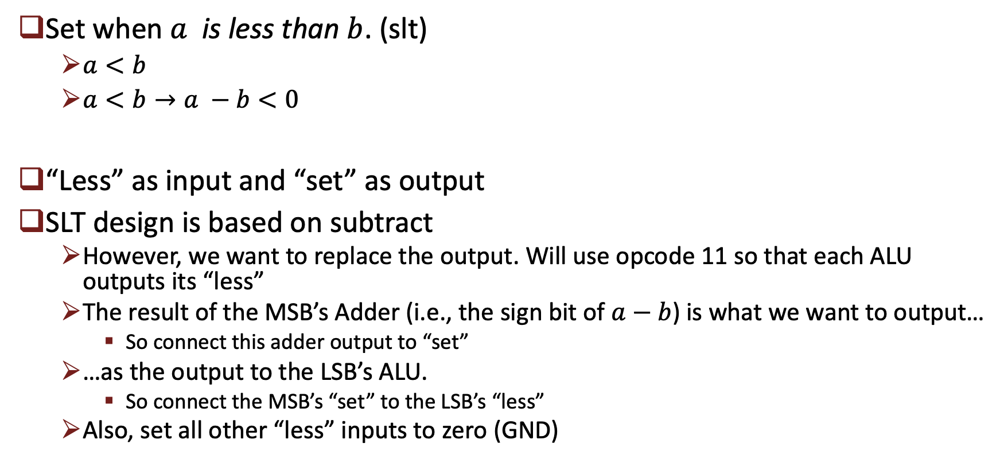 Set when a is less than b. (slt)
a < b
a < b → a − b < 0
“Less” as input and “set” as output
SLT design is based on subtract
However, we want to replace the output. Will use opcode 11 so that each ALU
outputs its “less”
The result of the MSB’s Adder (i.e., the sign bit of a − b) is what we want to output...
So connect this adder output to “set”
...as the output to the LSB’s ALU.
So connect the MSB’s “set” to the LSB’s “less”
Also, set all other “less” inputs to zero (GND)